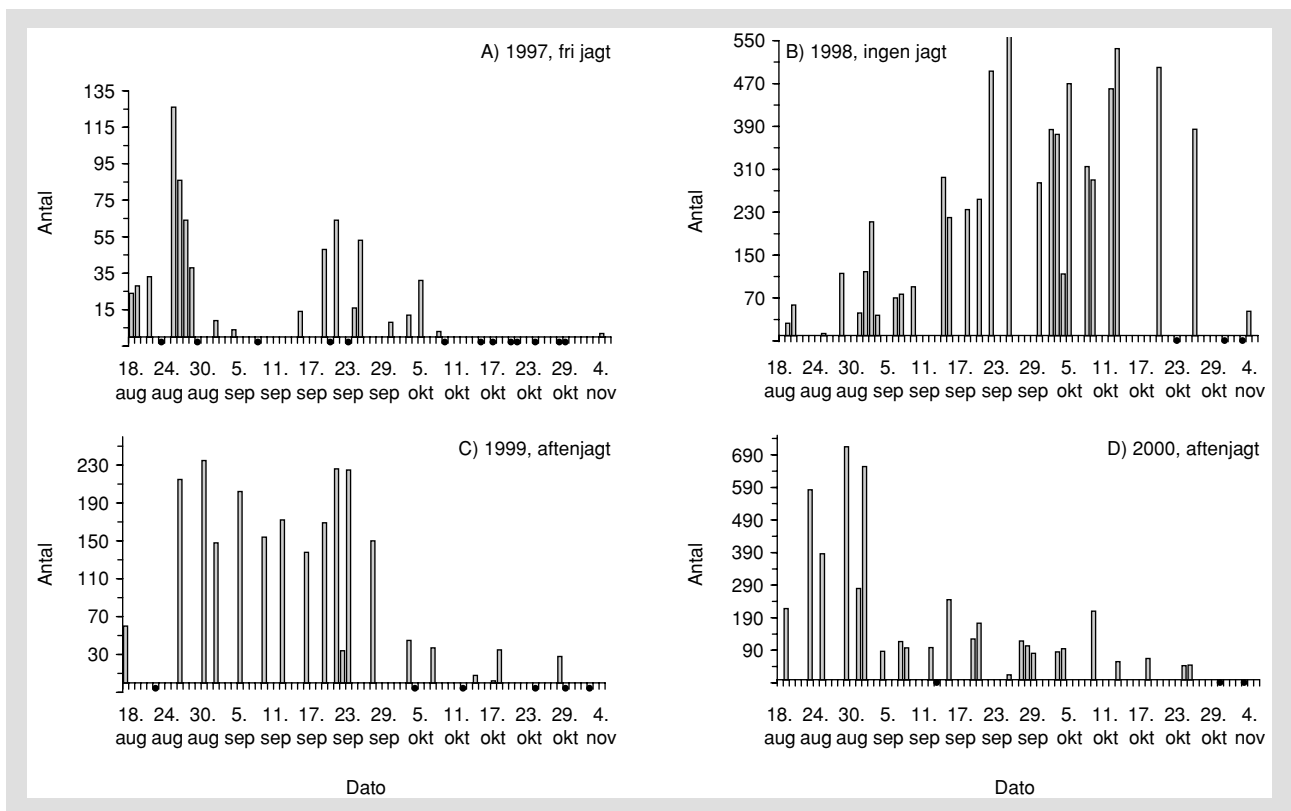 A) 1997, fri jagt
Antal
135
115
95
75
55
35
15
18. 24. 30. 5. 11. 17. 23. 29. 5. 11. 17. 23. 29. 4.
aug aug aug sep sep sep sep sep okt okt okt okt okt nov
B) 1998, ingen jagt
Antal
550
470
390
310
230
150
70
18. 24. 30. 5. 11. 17. 23. 29. 5. 11. 17. 23. 29. 4.
aug aug aug sep sep sep sep sep okt okt okt okt okt nov
C) 1999, aftenjagt
Antal
230
190
150
110
70
30
18. 24. 30. 5. 11. 17. 23. 29. 5. 11. 17. 23. 29. 4.
aug aug aug sep sep sep sep sep okt okt okt okt okt nov
Dato
D) 2000, aftenjagt
Antal
690
590
490
390
290
190
90
18. 24. 30. 5. 11. 17. 23. 29. 5. 11. 17. 23. 29. 4.
aug aug aug sep sep sep sep sep okt okt okt okt okt nov
Dato